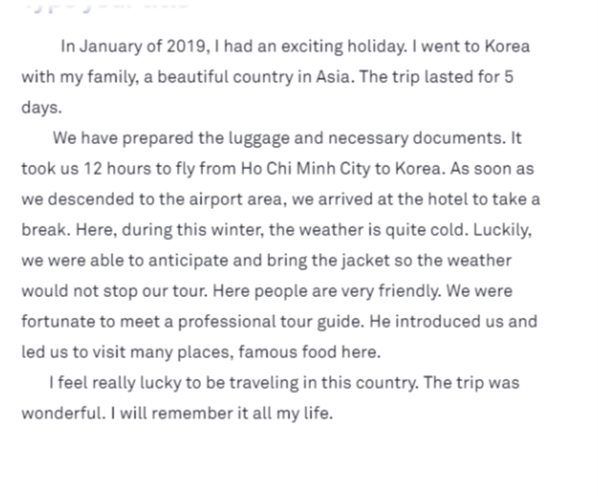 In January of 2019, I had an exciting holiday. I went to Korea
with my family, a beautiful country in Asia. The trip lasted for 5
days.
We have prepared the luggage and necessary documents. It
took us 12 hours to fly from Ho Chi Minh City to Korea. As soon as
we descended to the airport area, we arrived at the hotel to take a
break. Here, during this winter, the weather is quite cold. Luckily,
we were able to anticipate and bring the jacket so the weather
would not stop our tour. Here people are very friendly. We were
fortunate to meet a professional tour guide. He introduced us and
led us to visit many places, famous food here.
I feel really lucky to be traveling in this country. The trip was
wonderful. I will remember it all my life.